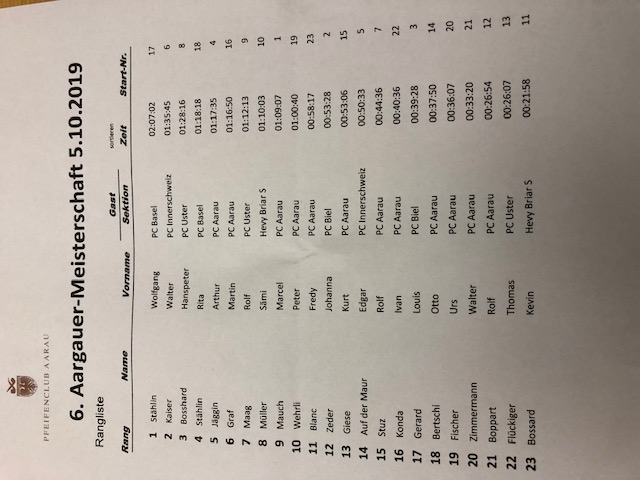 PFEIFENCLUB AARAU
6. Aargauer-Meisterschaft 5.10.2019
Rangliste
Gast sortieren
Rang Name Vorname Sektion Zeit Start-Nr.
1 Stählin Wolfgang PC Basel 02:07:02 17
2 Kaiser Walter PC Innerschweiz 01:35:45 6
3 Bosshard Hanspeter PC Uster 01:28:16 8
4 Stählin Rita PC Basel 01:18:18 18
5 Jäggin Arthur PC Aarau 01:17:35 4
6 Graf Martin PC Aarau 01:16:50 16
7 Maag Rolf PC Uster 01:12:13 9
8 Müller Sämi Hevy Briar S 01:10:03 10
9 Mauch Marcel PC Aarau 01:09:07 1
10 Wehrli Peter PC Aarau 01:00:40 19
11 Blanc Fredy PC Aarau 00:58:17 23
12 Zeder Johanna PC Biel 00:53:28 2
13 Giese Kurt PC Aarau 00:53:06 15
14 Auf der Maur Edgar PC Innerschweiz 00:50:33 5
15 Stuz Rolf PC Aarau 00:44:36 7
16 Konda Ivan PC Aarau 00:40:36 22
17 Gerard Louis PC Biel 00:39:28 3
18 Bertschi Otto PC Aarau 00:37:50 14
19 Fischer Urs PC Aarau 00:36:07 20
20 Zimmermann Walter PC Aarau 00:33:20 21
21 Boppart Rolf PC Aarau 00:26:54 12
22 Flückiger Thomas PC Uster 00:26:07 13
23 Bossard Kevin Hevy Briar S 00:21:58 11